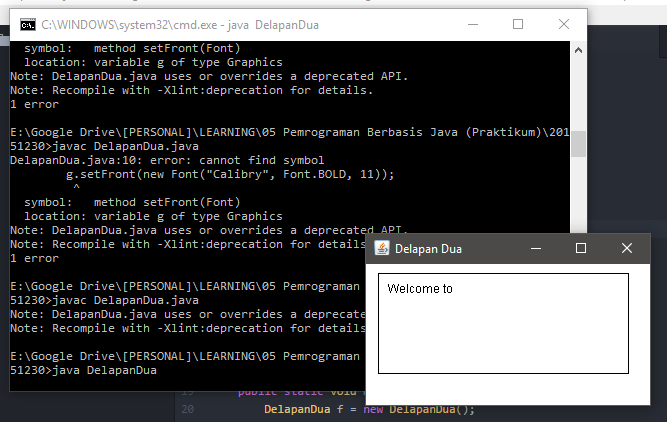 C:\WINDOWS\system32\cmd.exe - java  DelapanDua
  symbol:   method setFront(Font)
  location: variable g of type Graphics
Note: DelapanDua.java uses or overrides a deprecated API.
Note: Recompile with -Xlint:deprecation for details.
1 error
E:\Google Drive\[PERSONAL]\LEARNING\05 Pemrograman Berbasis Java (Praktikum)\201
51230>javac DelapanDua.java
DelapanDua.java:10: error: cannot find symbol
        g.setFront(new Font("Calibry", Font.BOLD, 11));
         ^
  symbol:   method setFront(Font)
  location: variable g of type Graphics
Note: DelapanDua.java uses or overrides a deprecated API.
Note: Recompile with -Xlint:deprecation for details
1 error
E:\Google Drive\[PERSONAL]\LEARNING\05 Pemrograman
51230>javac DelapanDua.java
Note: DelapanDua.java uses or overrides a deprecate
Note: Recompile with -Xlint:deprecation for details
E:\Google Drive\[PERSONAL]\LEARNING\05 Pemrograman
51230>java DelapanDua
Delapan Dua
Welcome to
public static void
20 DelapanDua f = new DelapanDua();